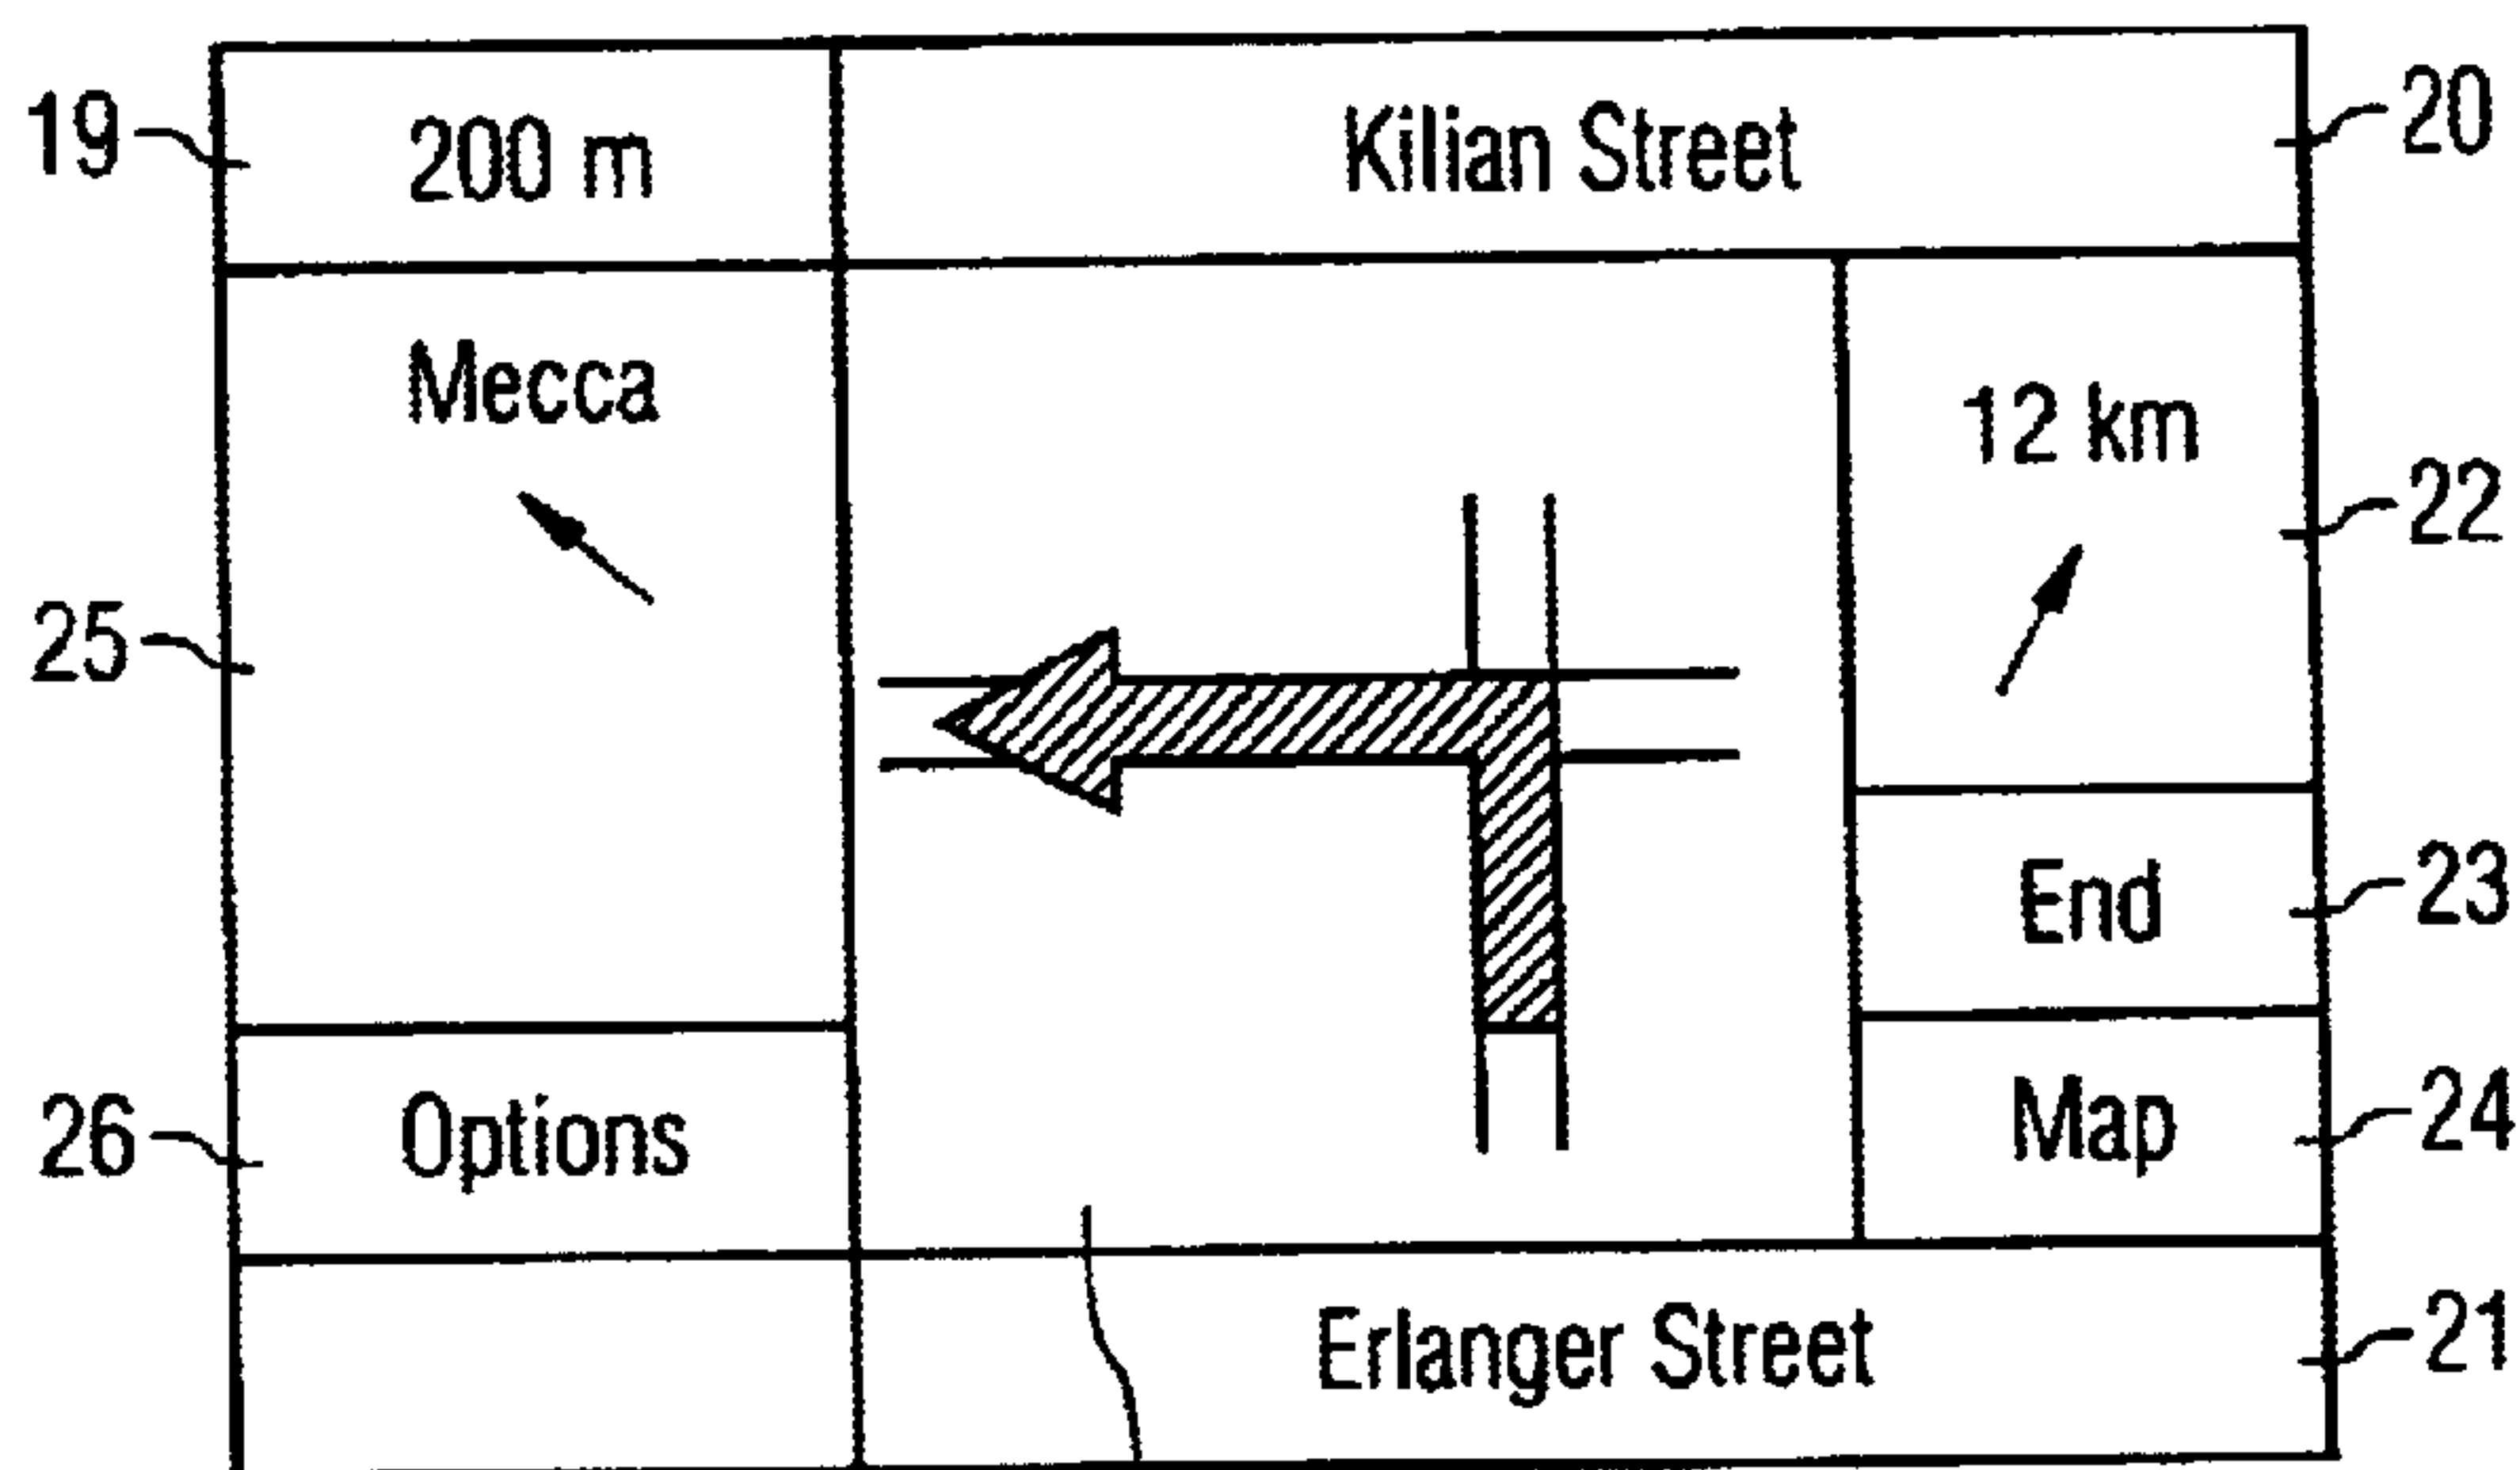 19
200 m
Kilian Street
20
Mecca
12 km
22
25
End
23
26
Options
Map
24
Erlanger Street
21